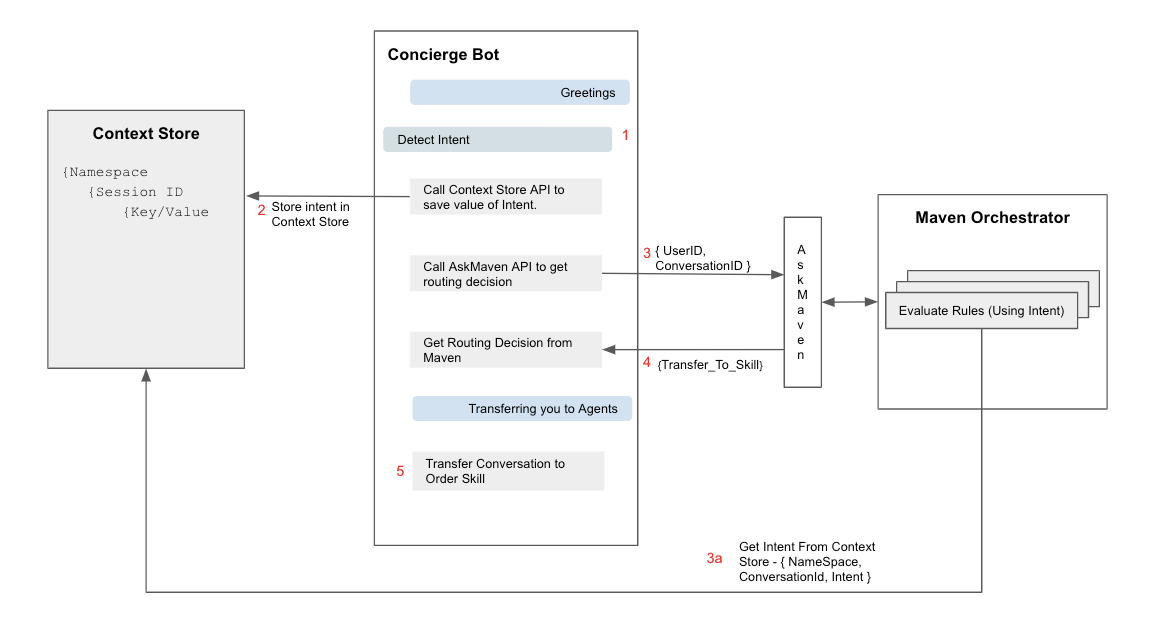 Concierge Bot
Greetings
Detect Intent
1
Context Store
{Namespace
{Session ID
{Key/Value
Call Context Store API to
save value of Intent.
2
Store intent in
Context Store
Call AskMaven API to get
routing decision
3
{ UserID,
ConversationID }
AskMaven
Maven Orchestrator
Evaluate Rules (Using Intent)
Get Routing Decision from
Maven
4
{Transfer_To_Skill}
Transferring you to Agents
5
Transfer Conversation to
Order Skill
3a
Get Intent From Context
Store - { NameSpace,
ConversationId, Intent }